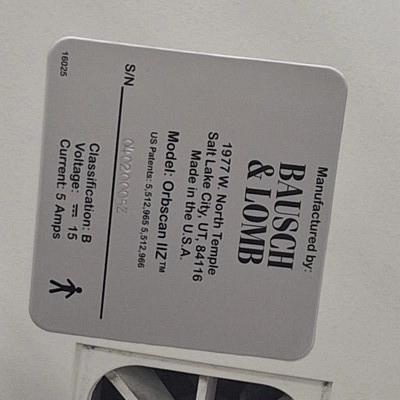 Manufactured by:
BAUSCH
& LOMB
1977 W. North Temple
Salt Lake City, UT, 84116
Made in the U.S.A.
Model: Orbscan IIZ™
US Patents: 5,512,965 5,512,966
S/N
Classification: B
Voltage: ⎓ 15
Current: 5 Amps
16025